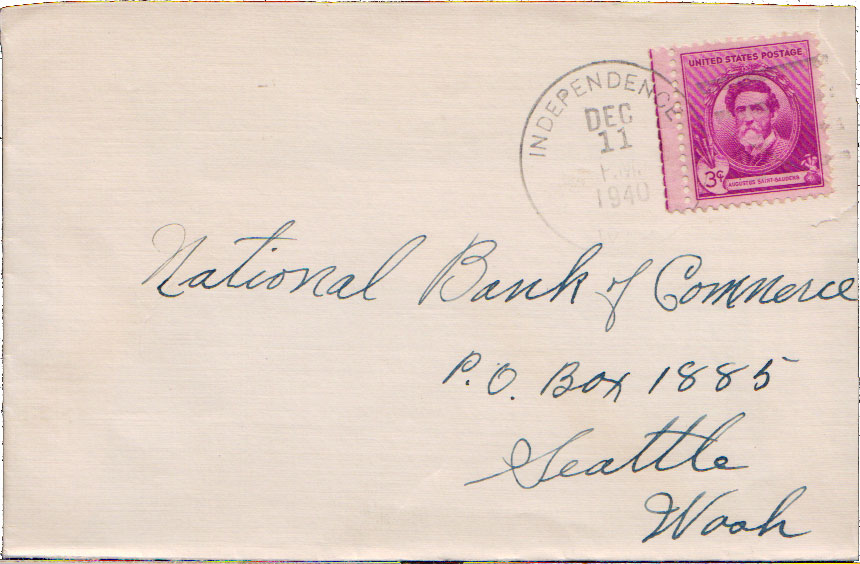 UNITED STATES POSTAGE
INDEPENDENCE
DEC
11
1940
3¢
AUGUSTUS SAINT-GAUDENS
National Bank of Commerce
P.O. Box 1885
Seattle
Wash